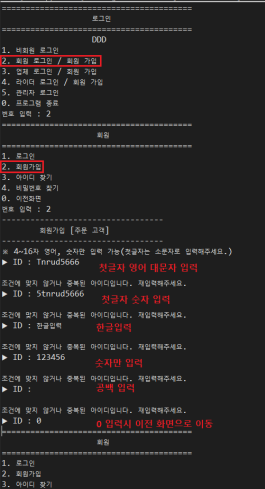 ==============================
로그인
==============================
DDD
1. 비회원 로그인
2. 회원 로그인 / 회원 가입
3. 업체 로그인 / 회원 가입
4. 라이더 로그인 / 회원 가입
5. 관리자 로그인
0. 프로그램 종료
번호 입력 : 2
==============================
회원
==============================
1. 로그인
2. 회원가입
3. 아이디 찾기
4. 비밀번호 찾기
0. 이전화면
번호 입력 : 2
------------------------------
회원가입 [주문 고객]
------------------------------
※ 4~16자 영어, 숫자만 입력 가능(첫글자는 소문자로 입력해주세요.)
▶ ID : Tnrud5666
첫글자 영어 대문자 입력
조건에 맞지 않거나 중복된 아이디입니다. 재입력해주세요.
▶ ID : 5tnrud5666
첫글자 숫자 입력
조건에 맞지 않거나 중복된 아이디입니다. 재입력해주세요.
▶ ID : 한글입력
한글입력
조건에 맞지 않거나 중복된 아이디입니다. 재입력해주세요.
▶ ID : 123456
숫자만 입력
조건에 맞지 않거나 중복된 아이디입니다. 재입력해주세요.
▶ ID :
공백 입력
조건에 맞지 않거나 중복된 아이디입니다. 재입력해주세요.
▶ ID : 0
0 입력시 이전 화면으로 이동
==============================
회원
==============================
1. 로그인
2. 회원가입
3. 아이디 찾기